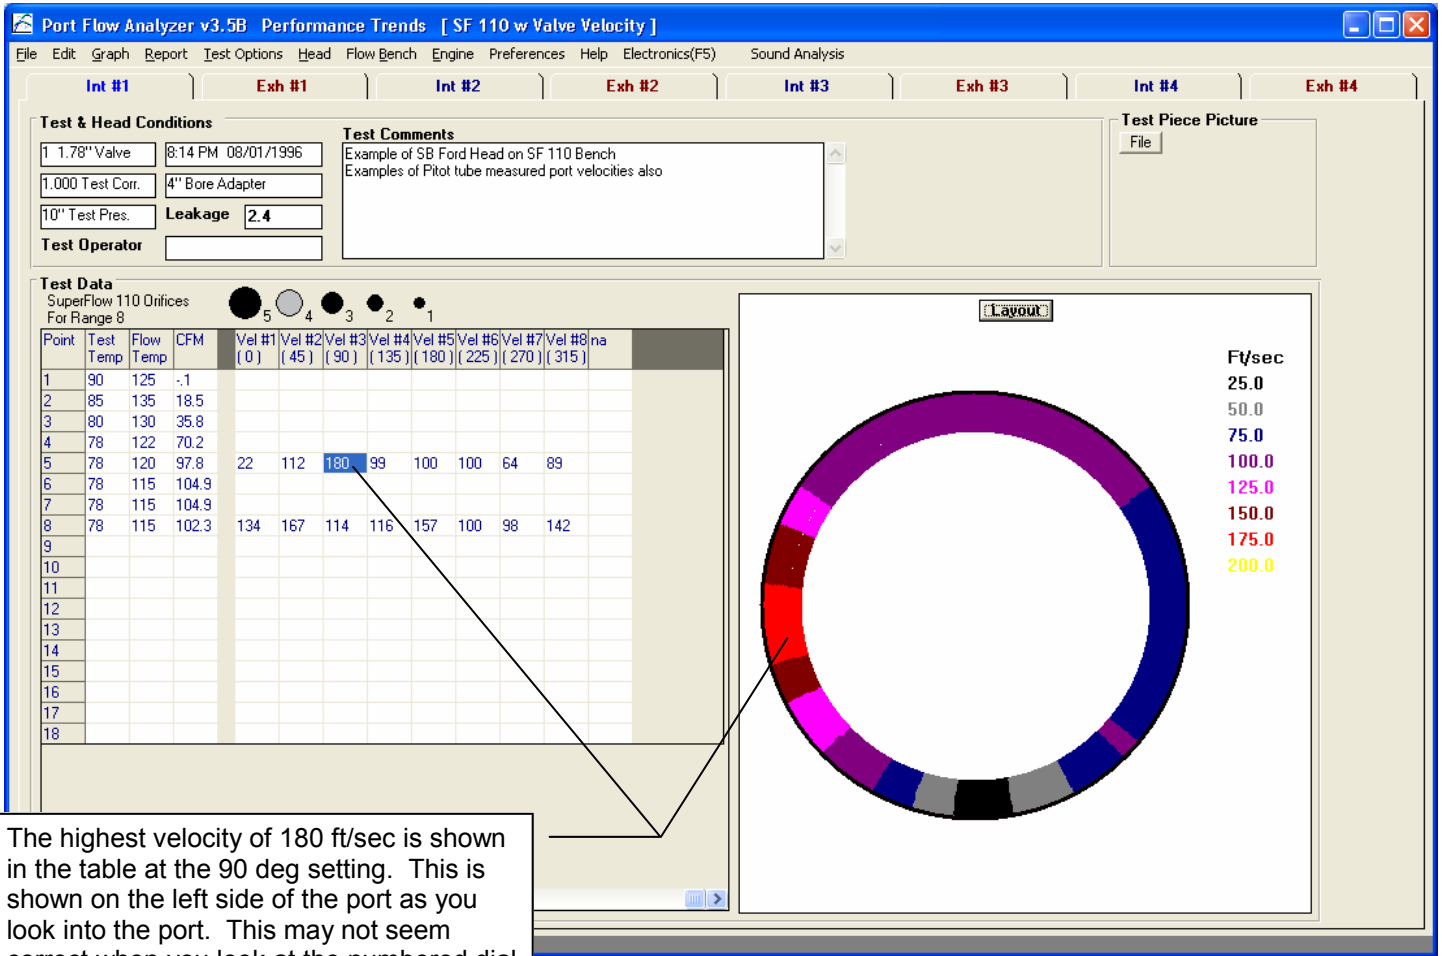 Port Flow Analyzer v3.5B Performance Trends [ SF 110 w Valve Velocity ]
File Edit Graph Report Test Options Head Flow Bench Engine Preferences Help Electronics(F5) Sound Analysis
Int #1 Exh #1 Int #2 Exh #2 Int #3 Exh #3 Int #4 Exh #4
Test & Head Conditions
1 1.78" Valve 8:14 PM 08/01/1996
1.000 Test Corr. 4" Bore Adapter
10" Test Pres. Leakage 2.4
Test Operator
Test Comments
Example of SB Ford Head on SF 110 Bench
Examples of Pitot tube measured port velocities also
Test Piece Picture
File
Test Data
SuperFlow 110 Orifices
For Range 8
5 4 3 2 1
Point Test Flow CFM Vel #1 Vel #2 Vel #3 Vel #4 Vel #5 Vel #6 Vel #7 Vel #8 na
Temp Temp ( 0 ) ( 45 ) ( 90 ) ( 135 ) ( 180 ) ( 225 ) ( 270 ) ( 315 )
1 90 125 -.1
2 85 135 18.5
3 80 130 35.8
4 78 122 70.2
5 78 120 97.8 22 112 180 99 100 100 64 89
6 78 115 104.9
7 78 115 104.9
8 78 115 102.3 134 167 114 116 157 100 98 142
9
10
11
12
13
14
15
16
17
18
Layout
Ft/sec
25.0
50.0
75.0
100.0
125.0
150.0
175.0
200.0
The highest velocity of 180 ft/sec is shown
in the table at the 90 deg setting. This is
shown on the left side of the port as you
look into the port. This may not seem
correct when you look at the numbered dial